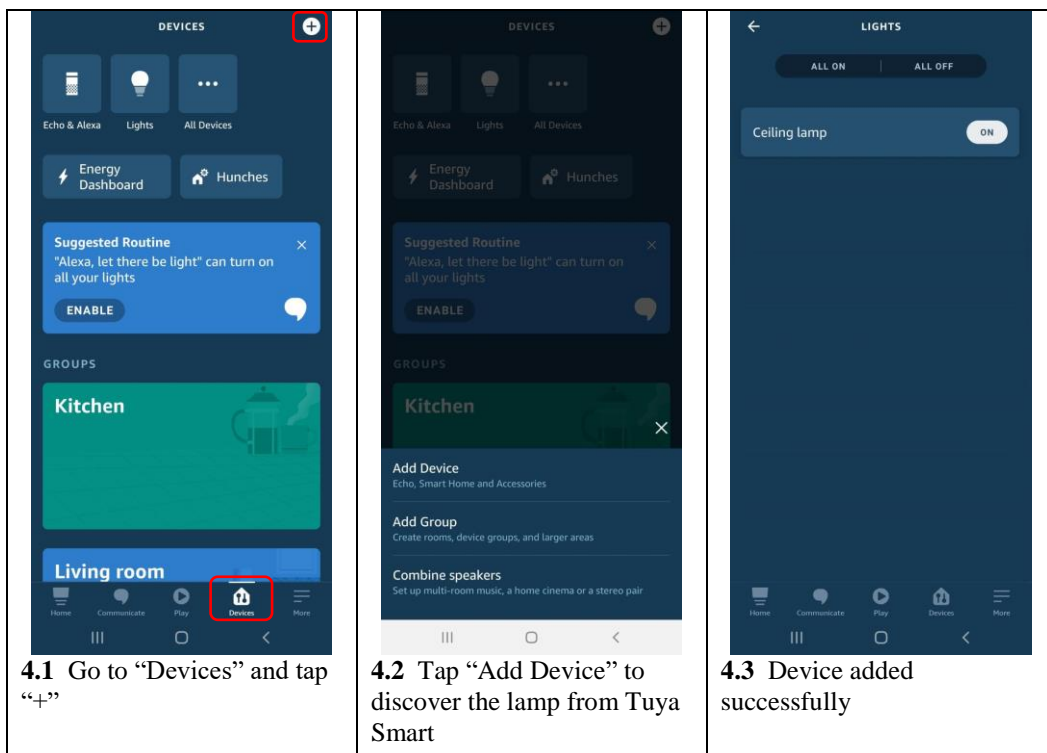 DEVICES
Echo & Alexa Lights All Devices
Energy
Dashboard
Hunches
Suggested Routine
"Alexa, let there be light" can turn on
all your lights
ENABLE
GROUPS
Kitchen
Living room
Home Communicate Play Devices More
4.1 Go to “Devices” and tap
“+”
DEVICES
Echo & Alexa Lights All Devices
Energy
Dashboard
Hunches
Suggested Routine
"Alexa, let there be light" can turn on
all your lights
ENABLE
GROUPS
Kitchen
Add Device
Echo, Smart Home and Accessories
Add Group
Create rooms, device groups, and larger areas
Combine speakers
Set up multi-room music, a home cinema or a stereo pair
4.2 Tap “Add Device” to
discover the lamp from Tuya
Smart
LIGHTS
ALL ON | ALL OFF
Ceiling lamp ON
Home Communicate Play Devices More
4.3 Device added
successfully